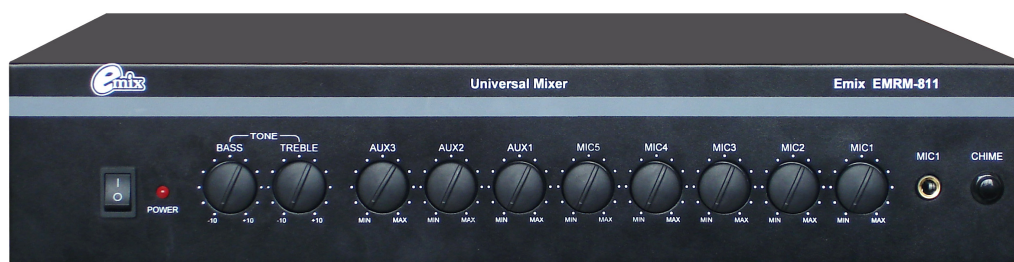 emix
Universal Mixer
Emix EMRM-811
TONE
BASS TREBLE AUX3 AUX2 AUX1 MIC5 MIC4 MIC3 MIC2 MIC1 MIC1 CHIME
I
O
POWER
-10 +10 -10 +10 MIN MAX MIN MAX MIN MAX MIN MAX MIN MAX MIN MAX MIN MAX MIN MAX